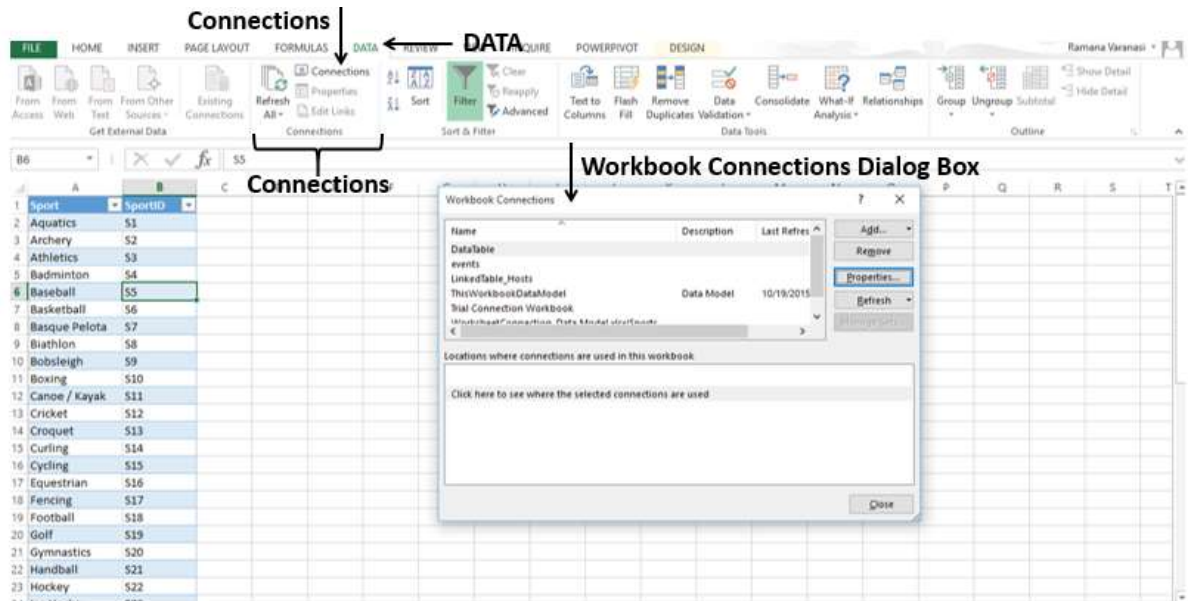 Connections
DATA
FILE HOME INSERT PAGE LAYOUT FORMULAS DATA REVIEW QUIRE POWERPIVOT DESIGN Ramana Varanasi
From Access
From Web
From Text
From Other Sources
Existing Connections
Get External Data
Refresh All
Connections
Properties
Edit Links
Connections
Sort
Filter
Clear
Reapply
Advanced
Sort & Filter
Text to Columns
Flash Fill
Remove Duplicates
Data Validation
Consolidate
What-If Analysis
Relationships
Data Tools
Group
Ungroup
Subtotal
Show Detail
Hide Detail
Outline
B6 fx S5
Connections
Workbook Connections Dialog Box
A B C P Q R S T
1 Sport SportID
2 Aquatics S1
3 Archery S2
4 Athletics S3
5 Badminton S4
6 Baseball S5
7 Basketball S6
8 Basque Pelota S7
9 Biathlon S8
10 Bobsleigh S9
11 Boxing S10
12 Canoe / Kayak S11
13 Cricket S12
14 Croquet S13
15 Curling S14
16 Cycling S15
17 Equestrian S16
18 Fencing S17
19 Football S18
20 Golf S19
21 Gymnastics S20
22 Handball S21
23 Hockey S22
Workbook Connections ? ×
Name Description Last Refres
DataTable
events
LinkedTable_Hosts
ThisWorkbookDataModel Data Model 10/19/2015
Trial Connection Workbook
WorksheetConnection_Data Model.xlsx!Sports
Add...
Remove
Properties...
Refresh
Manage Sets...
Locations where connections are used in this workbook
Click here to see where the selected connections are used
Close